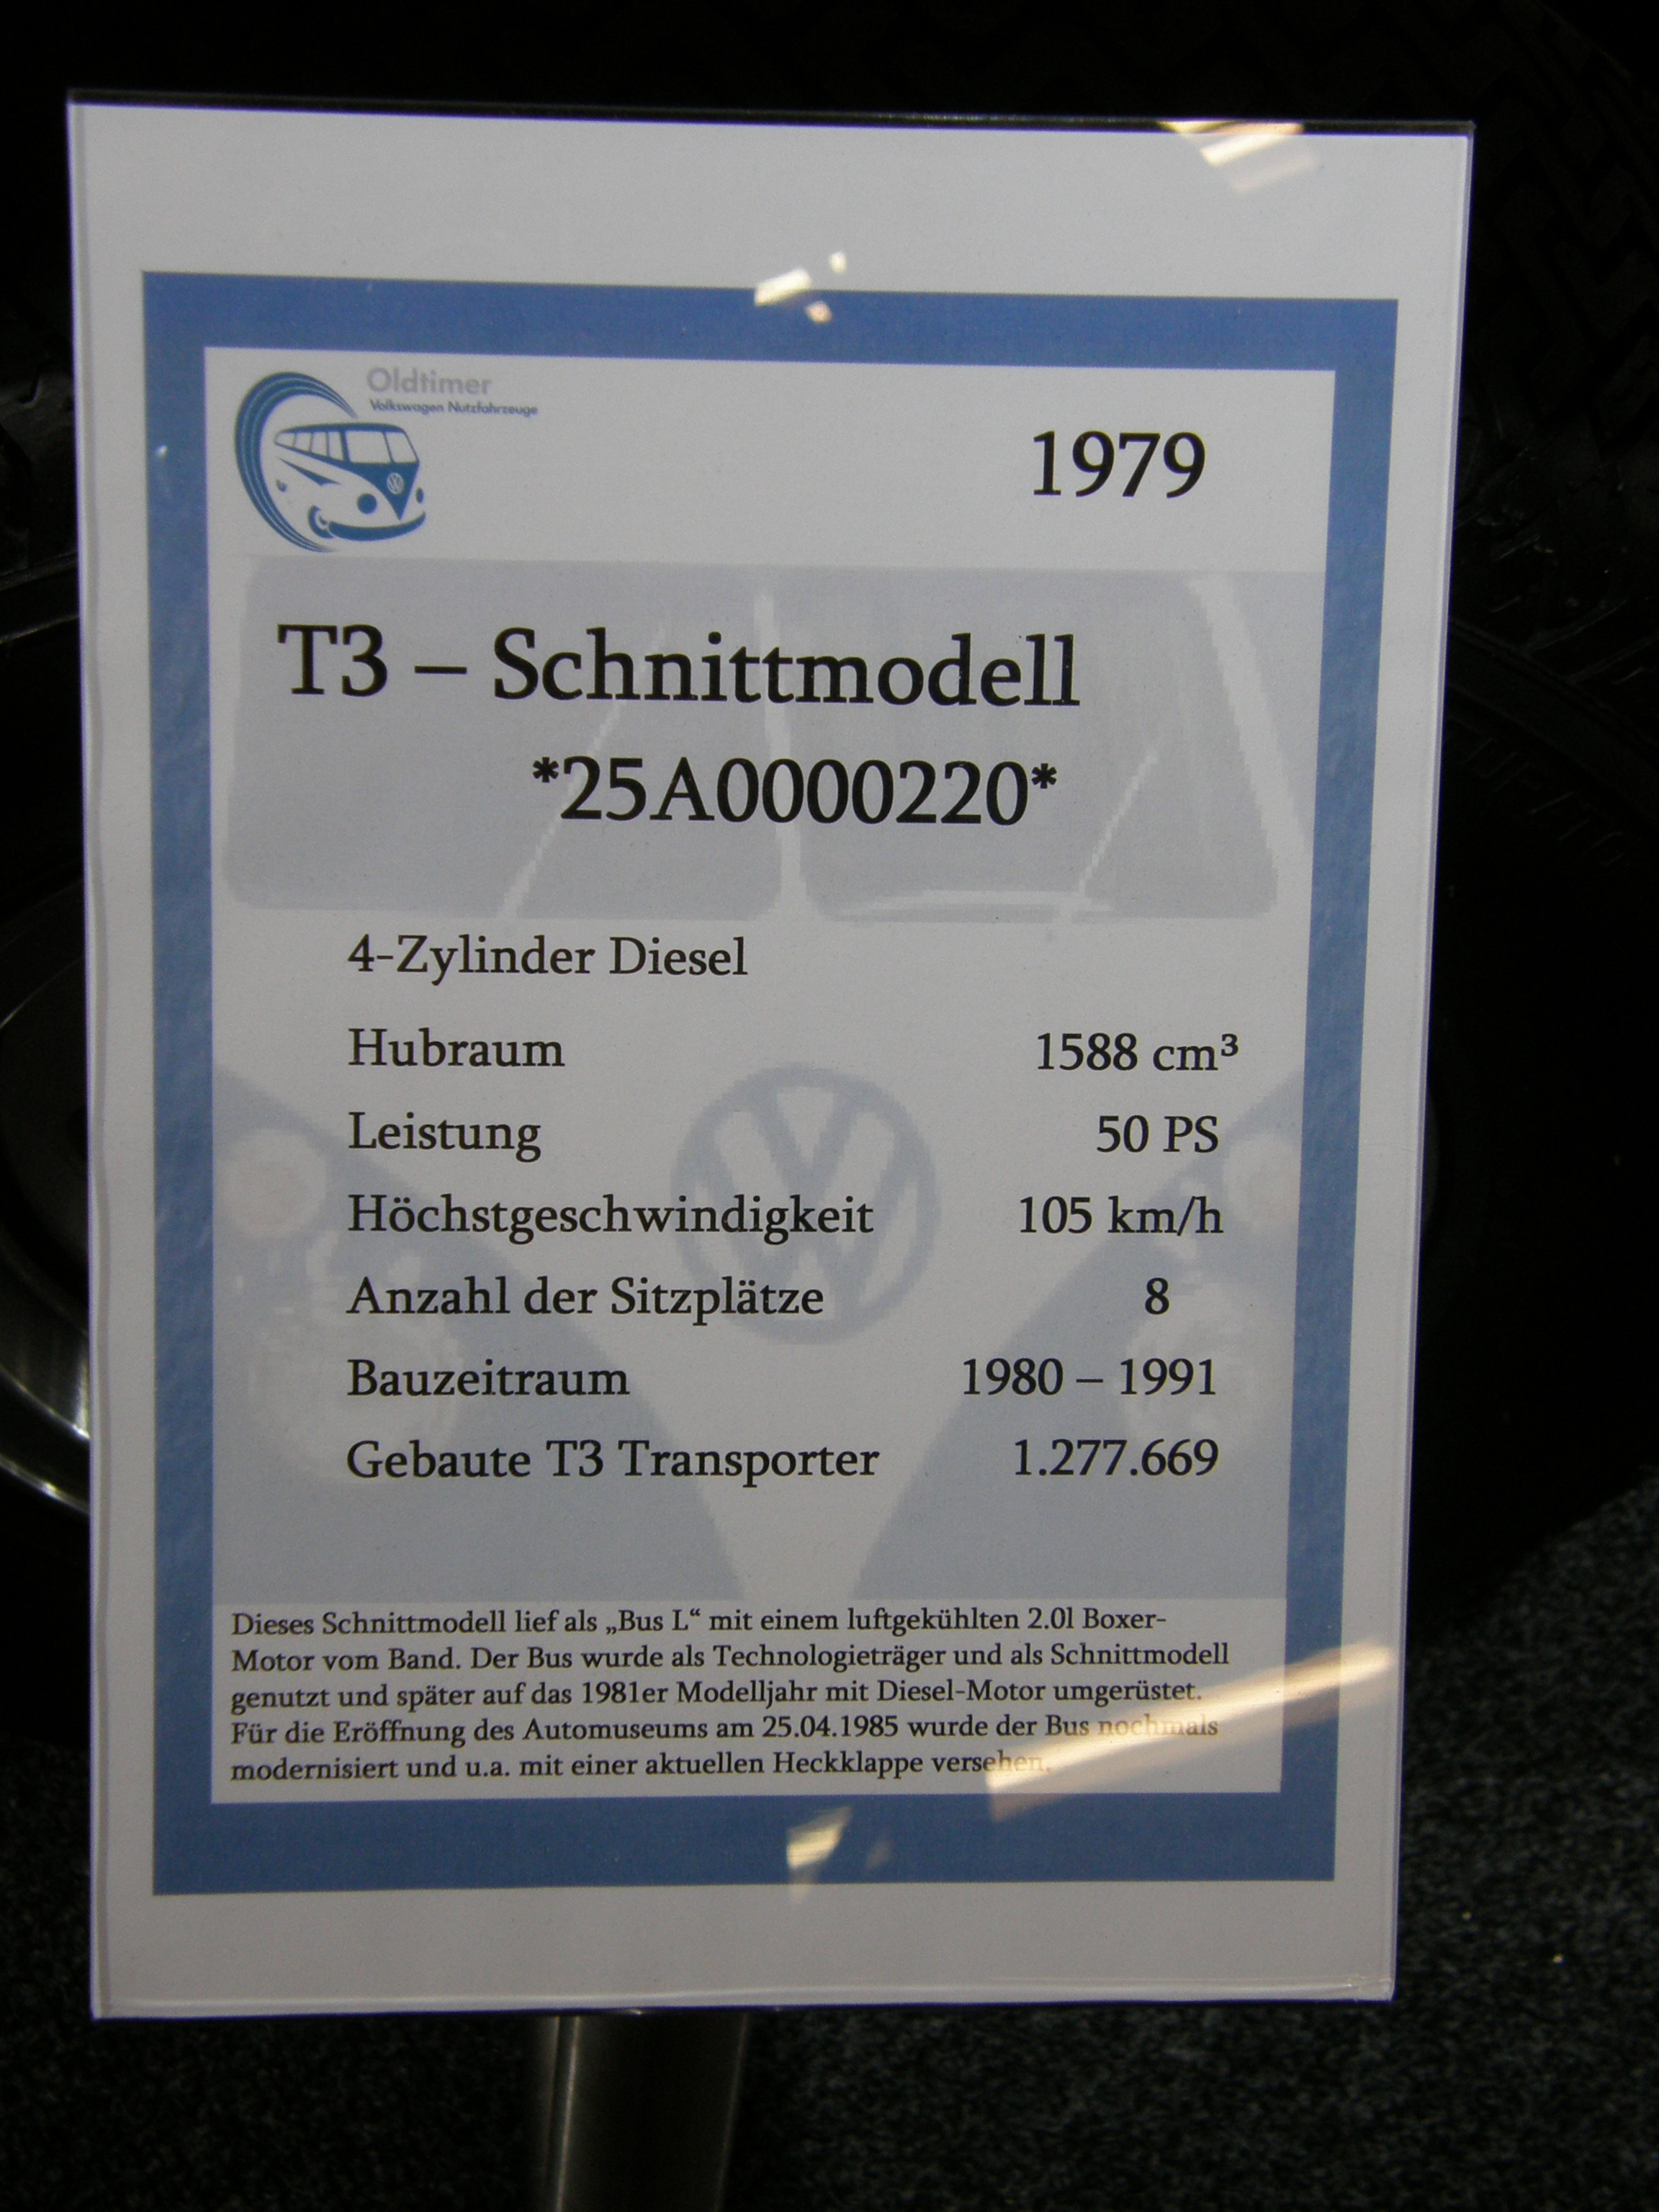 Oldtimer
Volkswagen Nutzfahrzeuge
1979
T3 – Schnittmodell
*25A0000220*
4-Zylinder Diesel
Hubraum 1588 cm³
Leistung 50 PS
Höchstgeschwindigkeit 105 km/h
Anzahl der Sitzplätze 8
Bauzeitraum 1980 – 1991
Gebaute T3 Transporter 1.277.669
Dieses Schnittmodell lief als „Bus L“ mit einem luftgekühlten 2.0l Boxer-
Motor vom Band. Der Bus wurde als Technologieträger und als Schnittmodell
genutzt und später auf das 1981er Modelljahr mit Diesel-Motor umgerüstet.
Für die Eröffnung des Automuseums am 25.04.1985 wurde der Bus nochmals
modernisiert und u.a. mit einer aktuellen Heckklappe versehen.